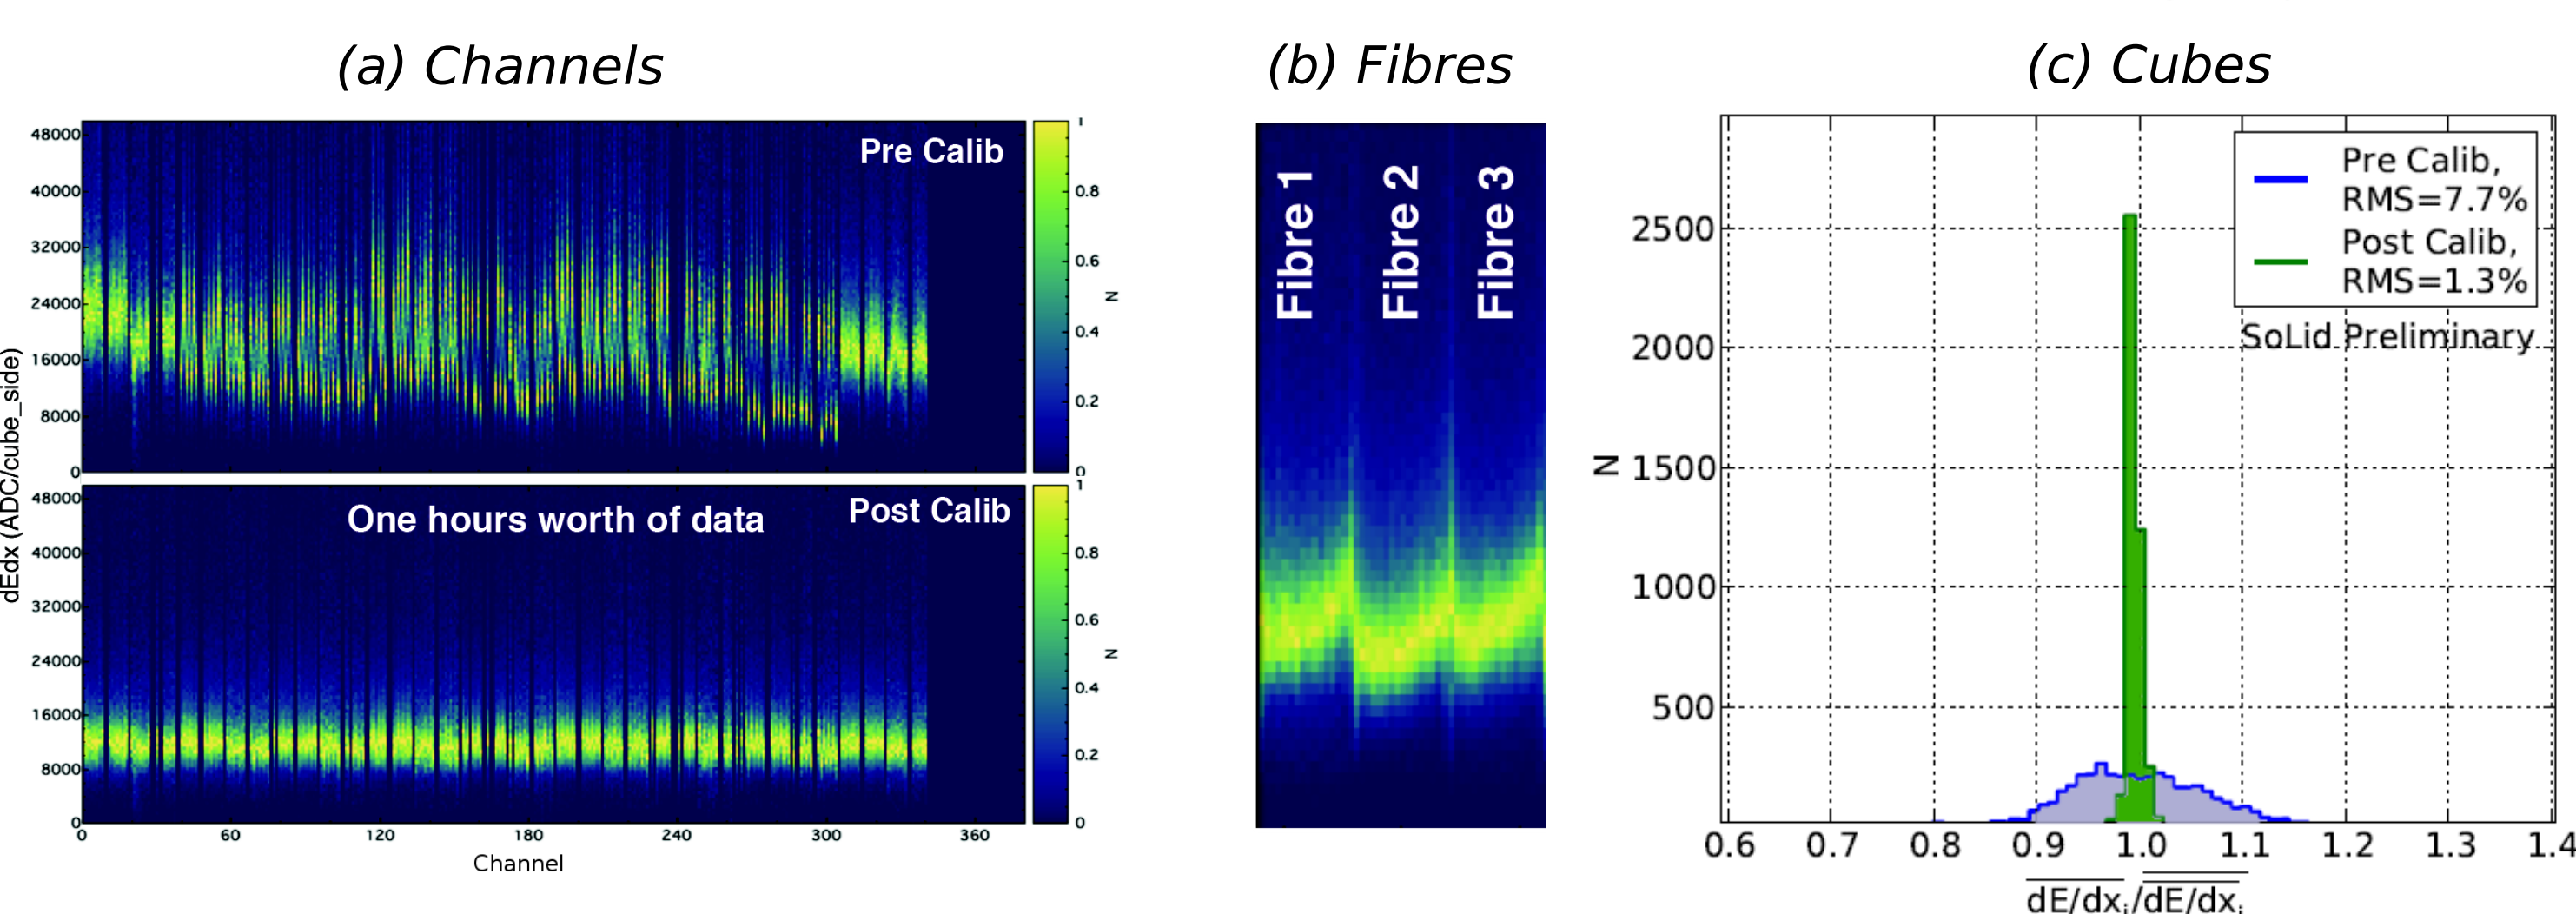 (a) Channels
(b) Fibres
(c) Cubes
dEdx (ADC/cube_side)
48000
40000
32000
24000
16000
8000
0
Pre Calib
1
0.8
0.6
0.4
0.2
0
N
48000
40000
32000
24000
16000
8000
0
One hours worth of data
Post Calib
1
0.8
0.6
0.4
0.2
0
N
0 60 120 180 240 300 360
Channel
Fibre 1
Fibre 2
Fibre 3
N
2500
2000
1500
1000
500
Pre Calib,
RMS=7.7%
Post Calib,
RMS=1.3%
SoLid Preliminary
0.6 0.7 0.8 0.9 1.0 1.1 1.2 1.3 1.4
dE/dx_i/dE/dx_i